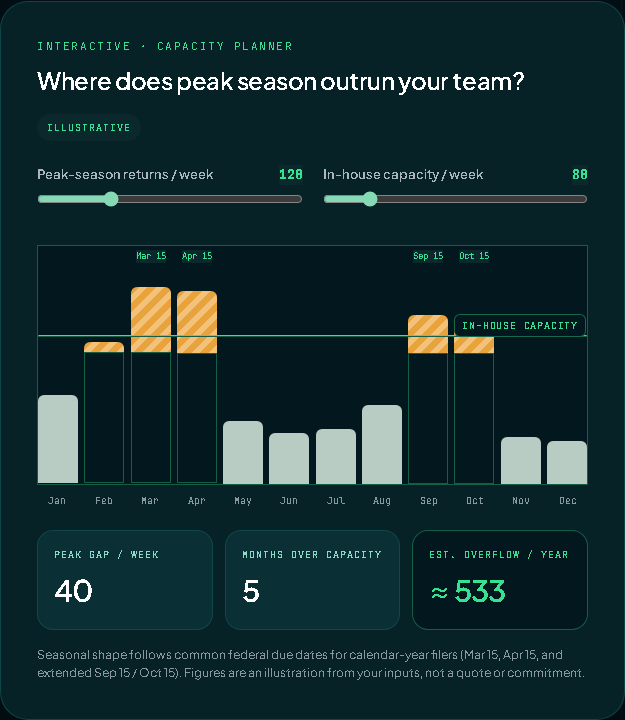 INTERACTIVE · CAPACITY PLANNER
Where does peak season outrun your team?
ILLUSTRATIVE
Peak-season returns / week 120
In-house capacity / week 80
Mar 15 Apr 15 Sep 15 Oct 15
IN-HOUSE CAPACITY
Jan Feb Mar Apr May Jun Jul Aug Sep Oct Nov Dec
PEAK GAP / WEEK
40
MONTHS OVER CAPACITY
5
EST. OVERFLOW / YEAR
≈ 533
Seasonal shape follows common federal due dates for calendar-year filers (Mar 15, Apr 15, and
extended Sep 15 / Oct 15). Figures are an illustration from your inputs, not a quote or commitment.